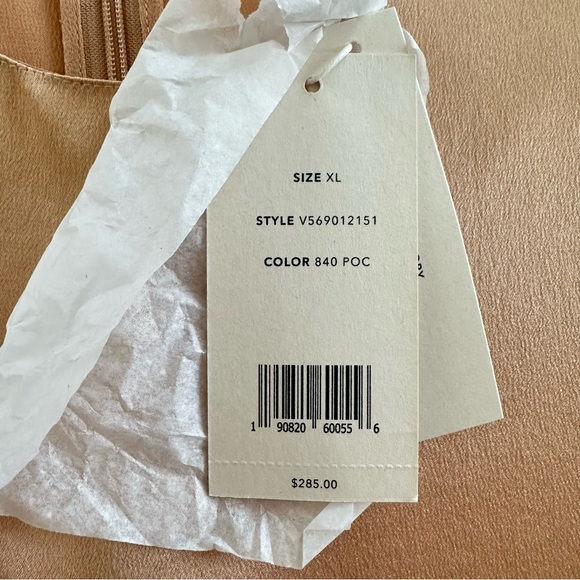 SIZE XL
STYLE V569012151
COLOR 840 POC
1 90820 60055 6
$285.00